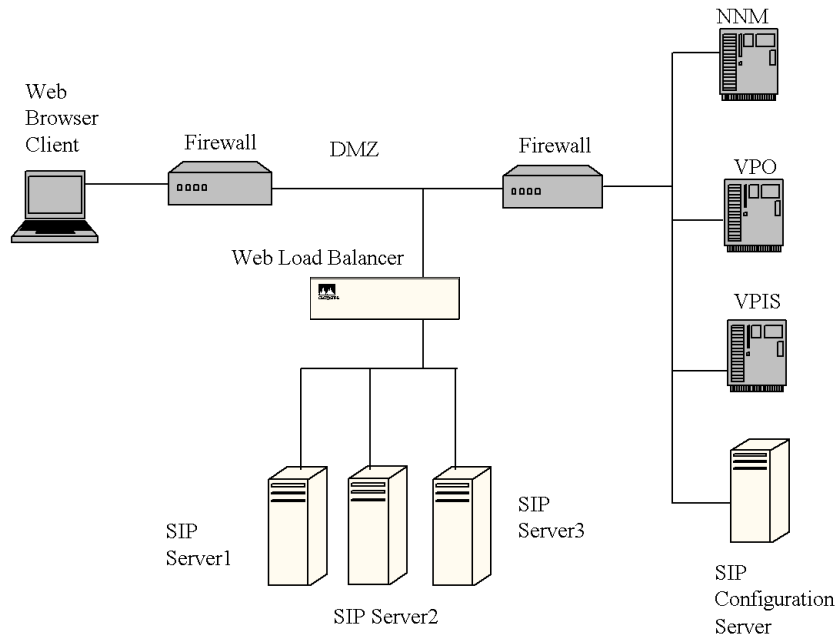 NNM
Web
Browser
Client
Firewall
DMZ
Firewall
VPO
Web Load Balancer
VPIS
SIP
Server1
SIP Server2
SIP
Server3
SIP
Configuration
Server